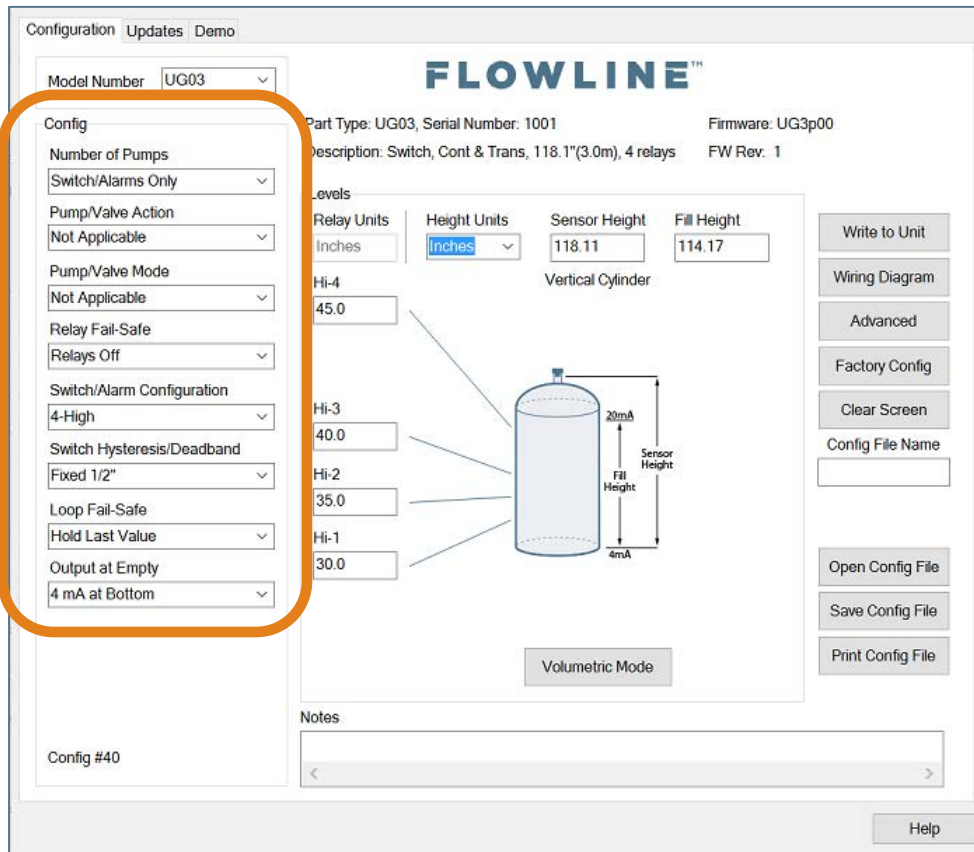 Configuration Updates Demo
Model Number UG03
FLOWLINE™
Config
Part Type: UG03, Serial Number: 1001 Firmware: UG3p00
Description: Switch, Cont & Trans, 118.1"(3.0m), 4 relays FW Rev: 1
Number of Pumps
Switch/Alarms Only
Pump/Valve Action
Not Applicable
Pump/Valve Mode
Not Applicable
Relay Fail-Safe
Relays Off
Switch/Alarm Configuration
4-High
Switch Hysteresis/Deadband
Fixed 1/2"
Loop Fail-Safe
Hold Last Value
Output at Empty
4 mA at Bottom
Config #40
Levels
Relay Units Height Units Sensor Height Fill Height
Inches Inches 118.11 114.17
Vertical Cylinder
Hi-4
45.0
Hi-3
40.0
Hi-2
35.0
Hi-1
30.0
20mA
Sensor
Height
Fill
Height
4mA
Volumetric Mode
Write to Unit
Wiring Diagram
Advanced
Factory Config
Clear Screen
Config File Name
Open Config File
Save Config File
Print Config File
Notes
Help